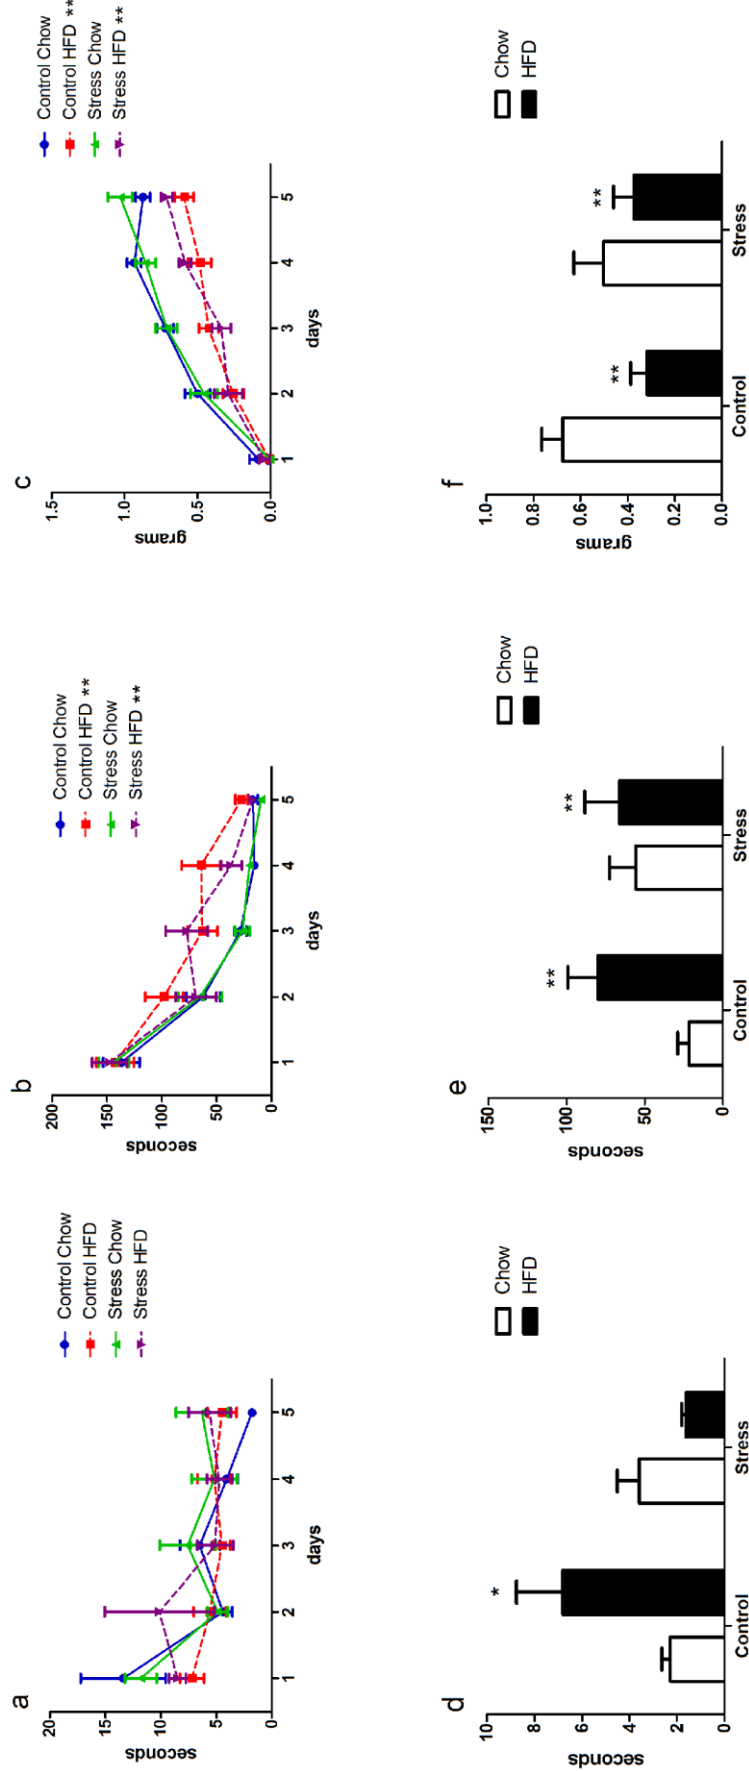 a
Control Chow
Control HFD
Stress Chow
Stress HFD
seconds
20
15
10
5
0
1 2 3 4 5
days
b
Control Chow
Control HFD **
Stress Chow
Stress HFD **
seconds
200
150
100
50
0
1 2 3 4 5
days
c
Control Chow
Control HFD **
Stress Chow
Stress HFD **
grams
1.5
1.0
0.5
0.0
1 2 3 4 5
days
d
Chow
HFD
seconds
10
8
6
4
2
0
*
Control Stress
e
Chow
HFD
seconds
150
100
50
0
** **
Control Stress
f
Chow
HFD
grams
1.0
0.8
0.6
0.4
0.2
0.0
** **
Control Stress